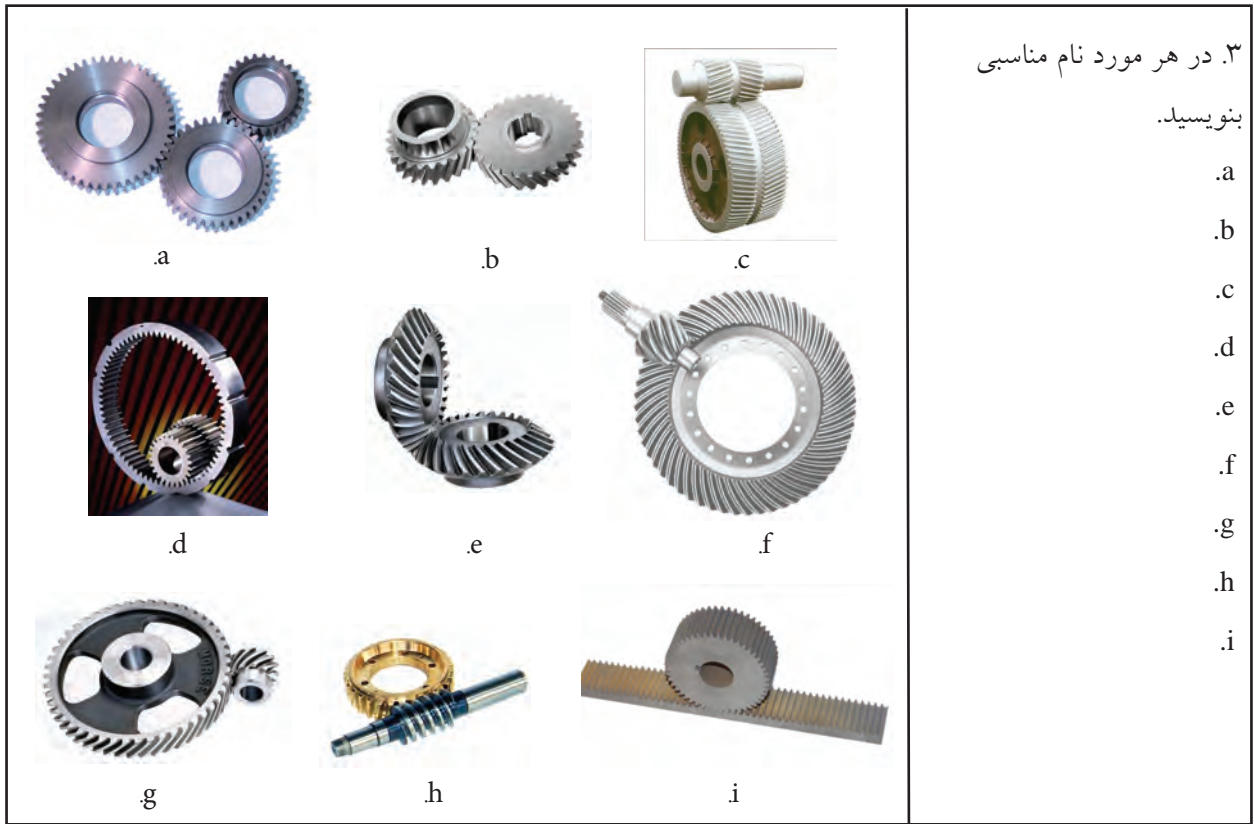 ۳. در هر مورد نام مناسبی
بنویسید.
a.
b.
c.
d.
e.
f.
g.
h.
i.
a.
b.
c.
d.
e.
f.
g.
h.
i.